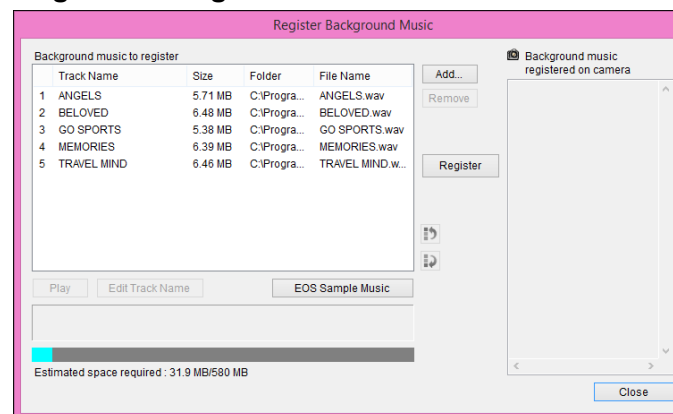 Register Background Music
Background music to register
Track Name Size Folder File Name
1 ANGELS 5.71 MB C:\Progra... ANGELS.wav
2 BELOVED 6.48 MB C:\Progra... BELOVED.wav
3 GO SPORTS 5.38 MB C:\Progra... GO SPORTS.wav
4 MEMORIES 6.39 MB C:\Progra... MEMORIES.wav
5 TRAVEL MIND 6.46 MB C:\Progra... TRAVEL MIND.w...
Add...
Remove
Register
Background music
registered on camera
Play Edit Track Name EOS Sample Music
Estimated space required : 31.9 MB/580 MB
Close